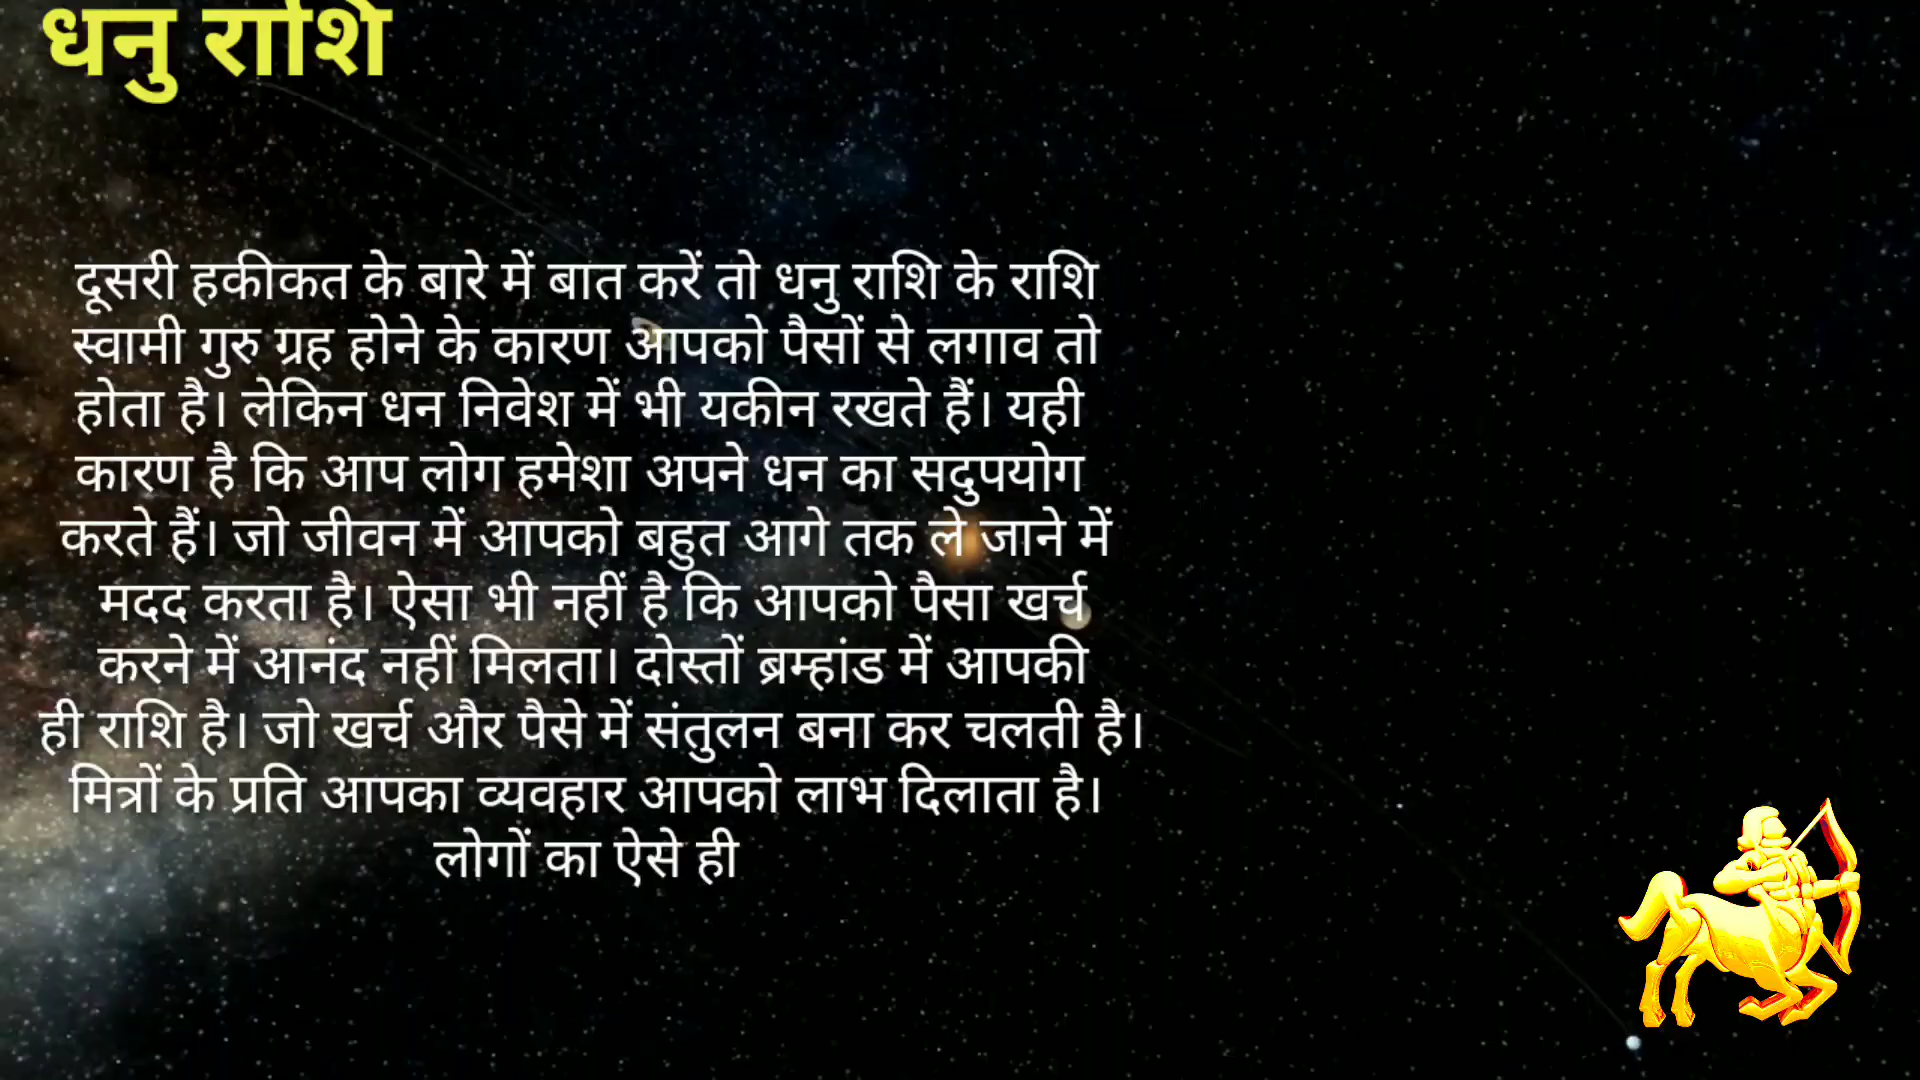 धनु राशि
दूसरी हकीकत के बारे में बात करें तो धनु राशि के राशि
स्वामी गुरु ग्रह होने के कारण आपको पैसों से लगाव तो
होता है। लेकिन धन निवेश में भी यकीन रखते हैं। यही
कारण है कि आप लोग हमेशा अपने धन का सदुपयोग
करते हैं। जो जीवन में आपको बहुत आगे तक ले जाने में
मदद करता है। ऐसा भी नहीं है कि आपको पैसा खर्च
करने में आनंद नहीं मिलता। दोस्तों ब्रम्हांड में आपकी
ही राशि है। जो खर्च और पैसे में संतुलन बना कर चलती है।
मित्रों के प्रति आपका व्यवहार आपको लाभ दिलाता है।
लोगों का ऐसे ही